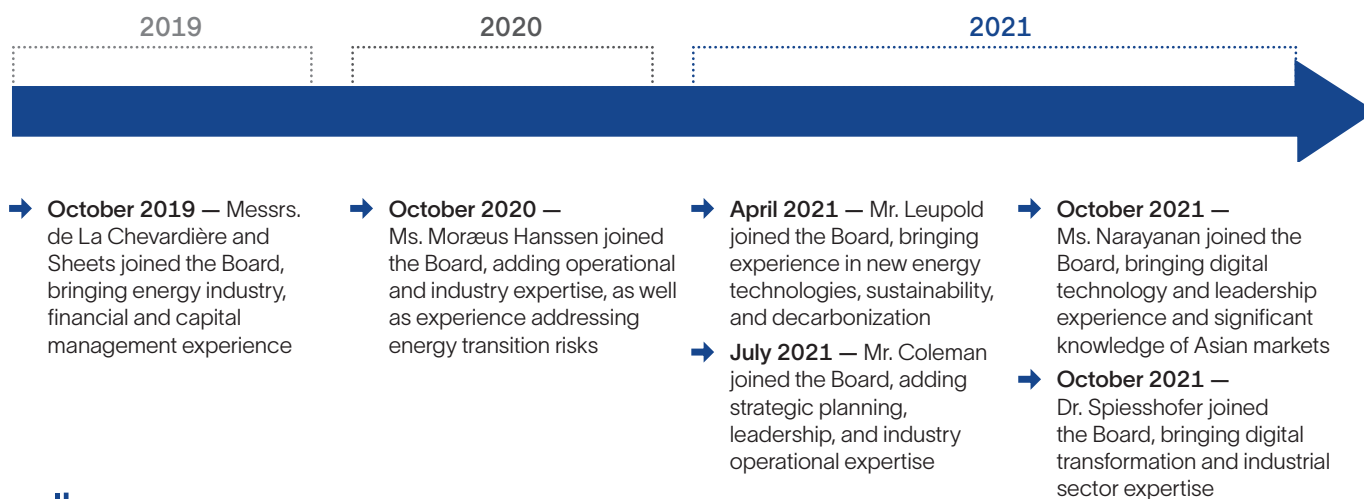 2019
2020
2021
October 2019 — Messrs.
de La Chevardière and
Sheets joined the Board,
bringing energy industry,
financial and capital
management experience
October 2020 —
Ms. Moræus Hanssen joined
the Board, adding operational
and industry expertise, as well
as experience addressing
energy transition risks
April 2021 — Mr. Leupold
joined the Board, bringing
experience in new energy
technologies, sustainability,
and decarbonization
July 2021 — Mr. Coleman
joined the Board, adding
strategic planning,
leadership, and industry
operational expertise
October 2021 —
Ms. Narayanan joined the
Board, bringing digital
technology and leadership
experience and significant
knowledge of Asian markets
October 2021 —
Dr. Spiesshofer joined
the Board, bringing digital
transformation and industrial
sector expertise